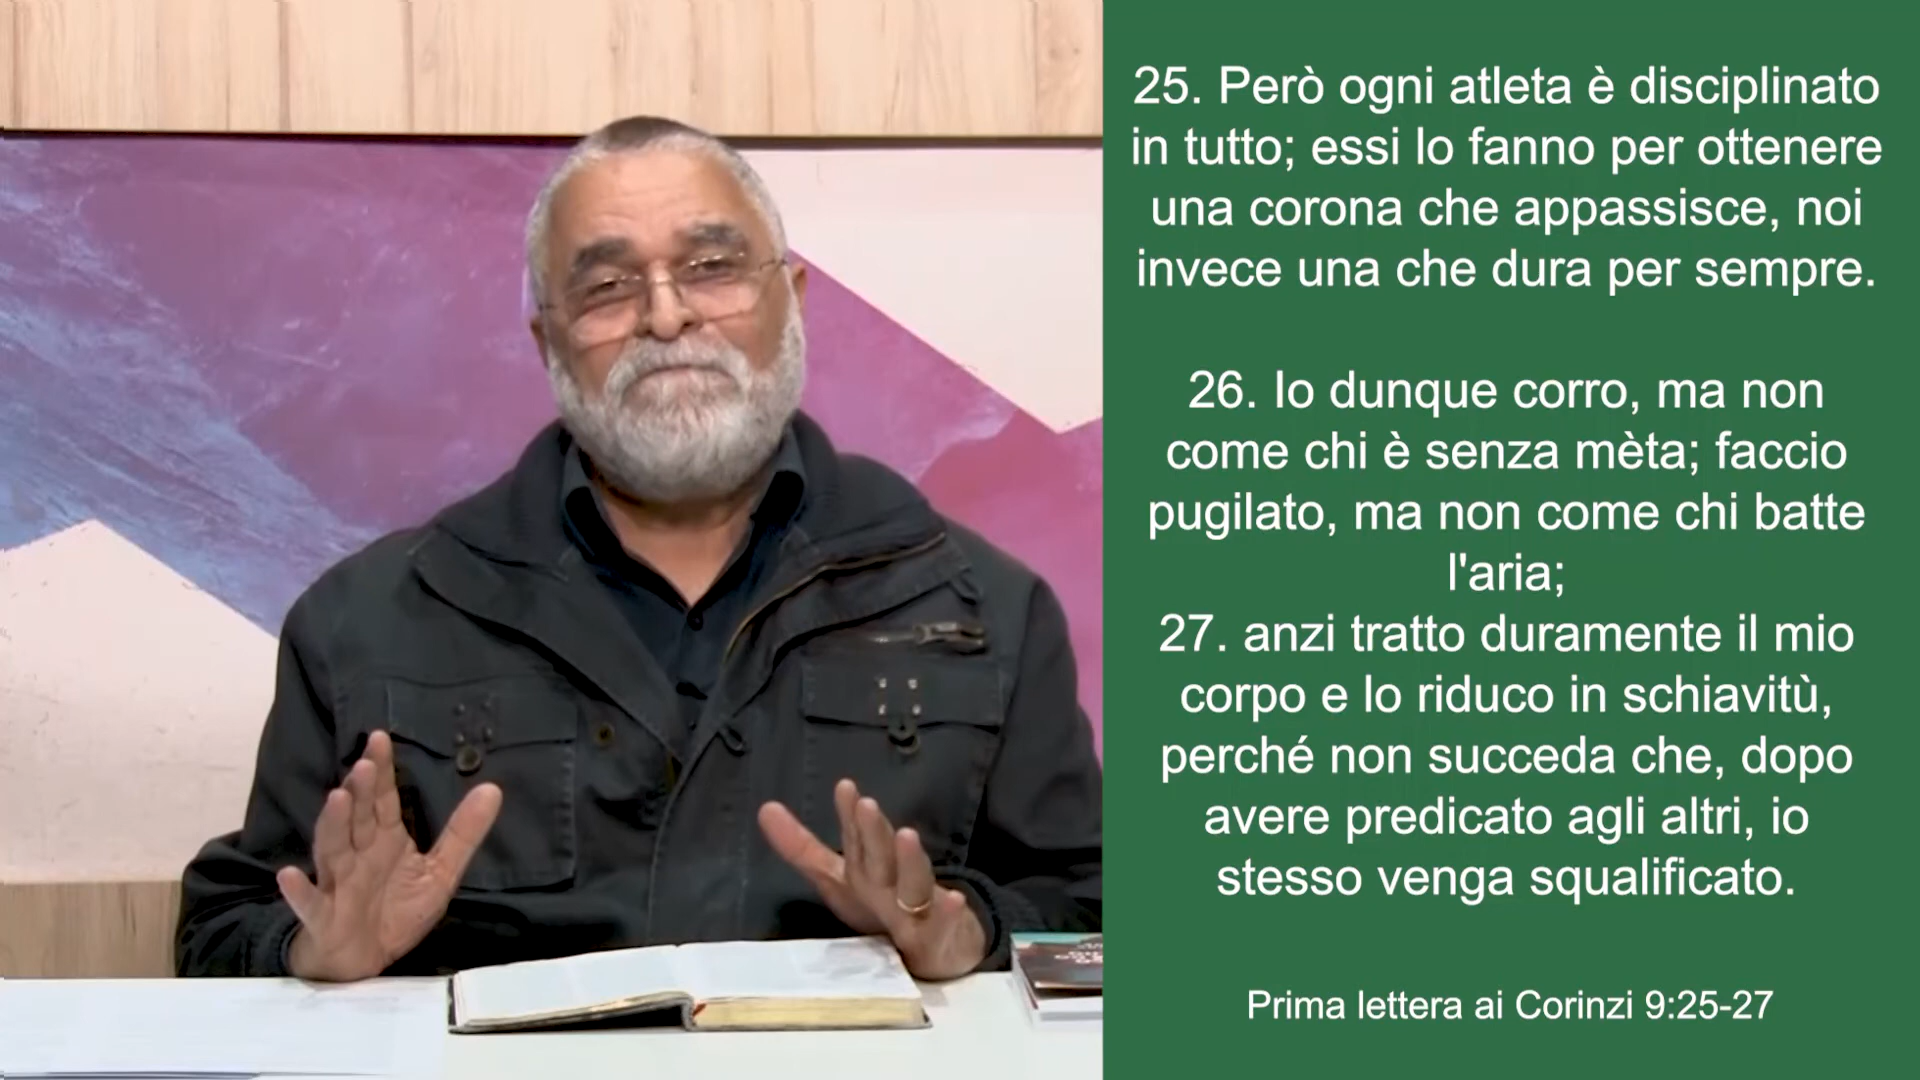 25. Però ogni atleta è disciplinato
in tutto; essi lo fanno per ottenere
una corona che appassisce, noi
invece una che dura per sempre.
26. Io dunque corro, ma non
come chi è senza mèta; faccio
pugilato, ma non come chi batte
l'aria;
27. anzi tratto duramente il mio
corpo e lo riduco in schiavitù,
perché non succeda che, dopo
avere predicato agli altri, io
stesso venga squalificato.
Prima lettera ai Corinzi 9:25-27